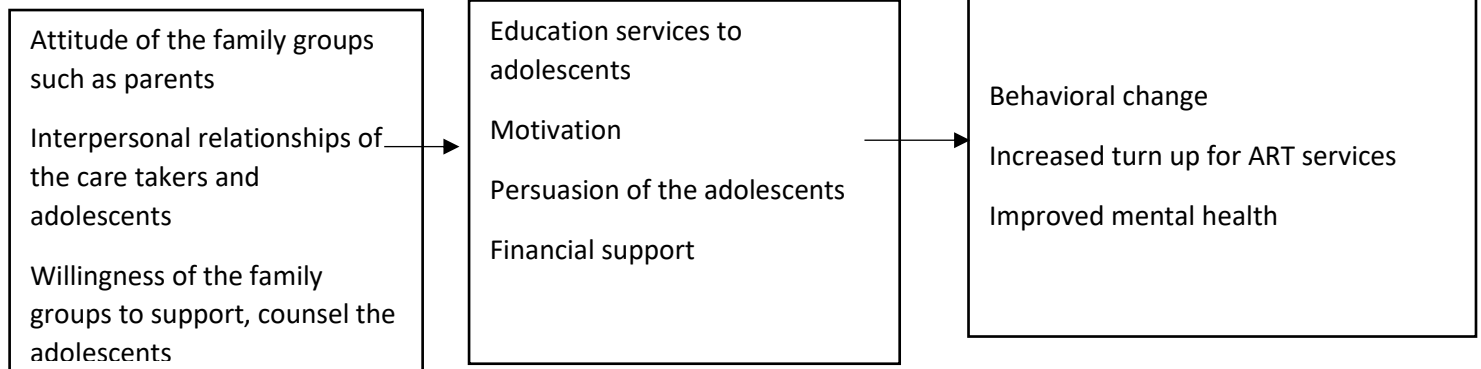 Attitude of the family groups
such as parents
Interpersonal relationships of
the care takers and
adolescents
Willingness of the family
groups to support, counsel the
adolescents
Education services to
adolescents
Motivation
Persuasion of the adolescents
Financial support
Behavioral change
Increased turn up for ART services
Improved mental health